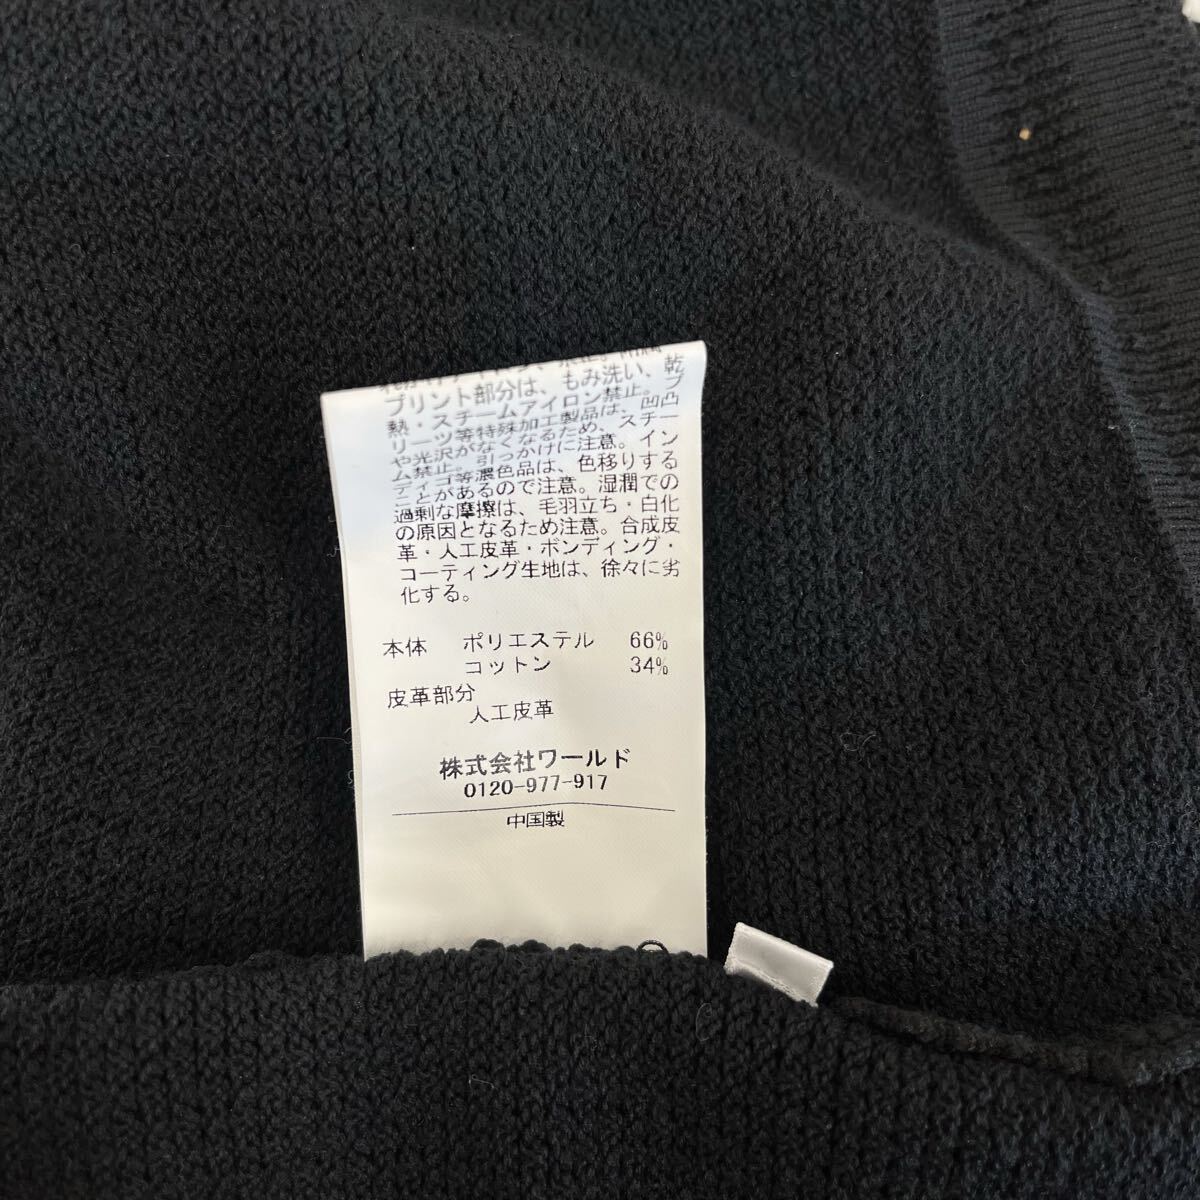 プリント部分は、もみ洗い、乾
熱・スチームアイロン禁止。プ
リーツ等特殊加工製品は、凹凸
や光沢がなくなるため、スチー
ム禁止。引っかけに注意。イン
ディゴ等濃色品は、色移りする
ことがあるので注意。湿潤での
過剰な摩擦は、毛羽立ち・白化
の原因となるため注意。合成皮
革・人工皮革・ボンディング・
コーティング生地は、徐々に劣
化する。
本体 ポリエステル 66%
コットン 34%
皮革部分
人工皮革
株式会社ワールド
0120-977-917
中国製